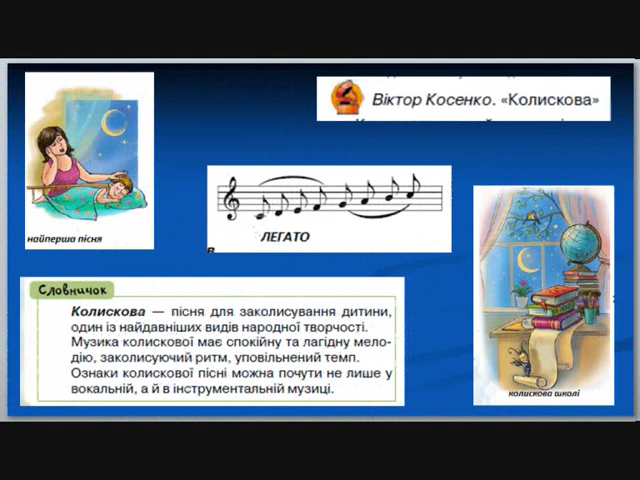 Віктор Косенко. «Колискова»
найперша пісня
ЛЕГАТО
в
Словничок
Колискова — пісня для заколисування дитини,
один із найдавніших видів народної творчості.
Музика колискової має спокійну та лагідну мело-
дію, заколисуючий ритм, уповільнений темп.
Ознаки колискової пісні можна почути не лише у
вокальній, а й в інструментальній музиці.
колискова школі